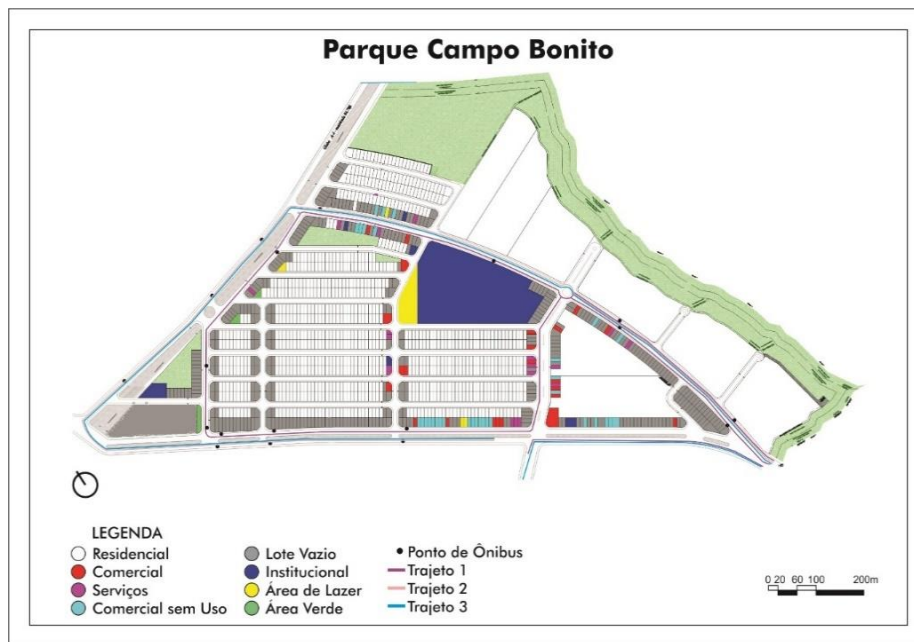 Parque Campo Bonito
LEGENDA
Residencial
Comercial
Serviços
Comercial sem Uso
Lote Vazio
Institucional
Área de Lazer
Área Verde
Ponto de Ônibus
Trajeto 1
Trajeto 2
Trajeto 3
0 20 60 100 200m